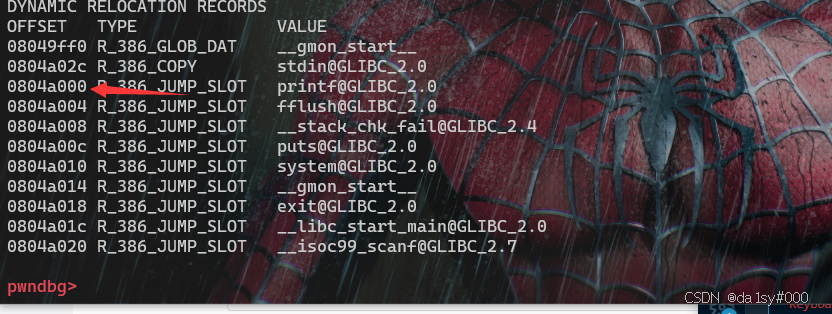 DYNAMIC RELOCATION RECORDS
OFFSET   TYPE              VALUE
08049ff0 R_386_GLOB_DAT    __gmon_start__
0804a02c R_386_COPY        stdin@GLIBC_2.0
0804a000 R_386_JUMP_SLOT   printf@GLIBC_2.0
0804a004 R_386_JUMP_SLOT   fflush@GLIBC_2.0
0804a008 R_386_JUMP_SLOT   __stack_chk_fail@GLIBC_2.4
0804a00c R_386_JUMP_SLOT   puts@GLIBC_2.0
0804a010 R_386_JUMP_SLOT   system@GLIBC_2.0
0804a014 R_386_JUMP_SLOT   __gmon_start__
0804a018 R_386_JUMP_SLOT   exit@GLIBC_2.0
0804a01c R_386_JUMP_SLOT   __libc_start_main@GLIBC_2.0
0804a020 R_386_JUMP_SLOT   __isoc99_scanf@GLIBC_2.7
pwndbg>
CSDN @da1sy#000